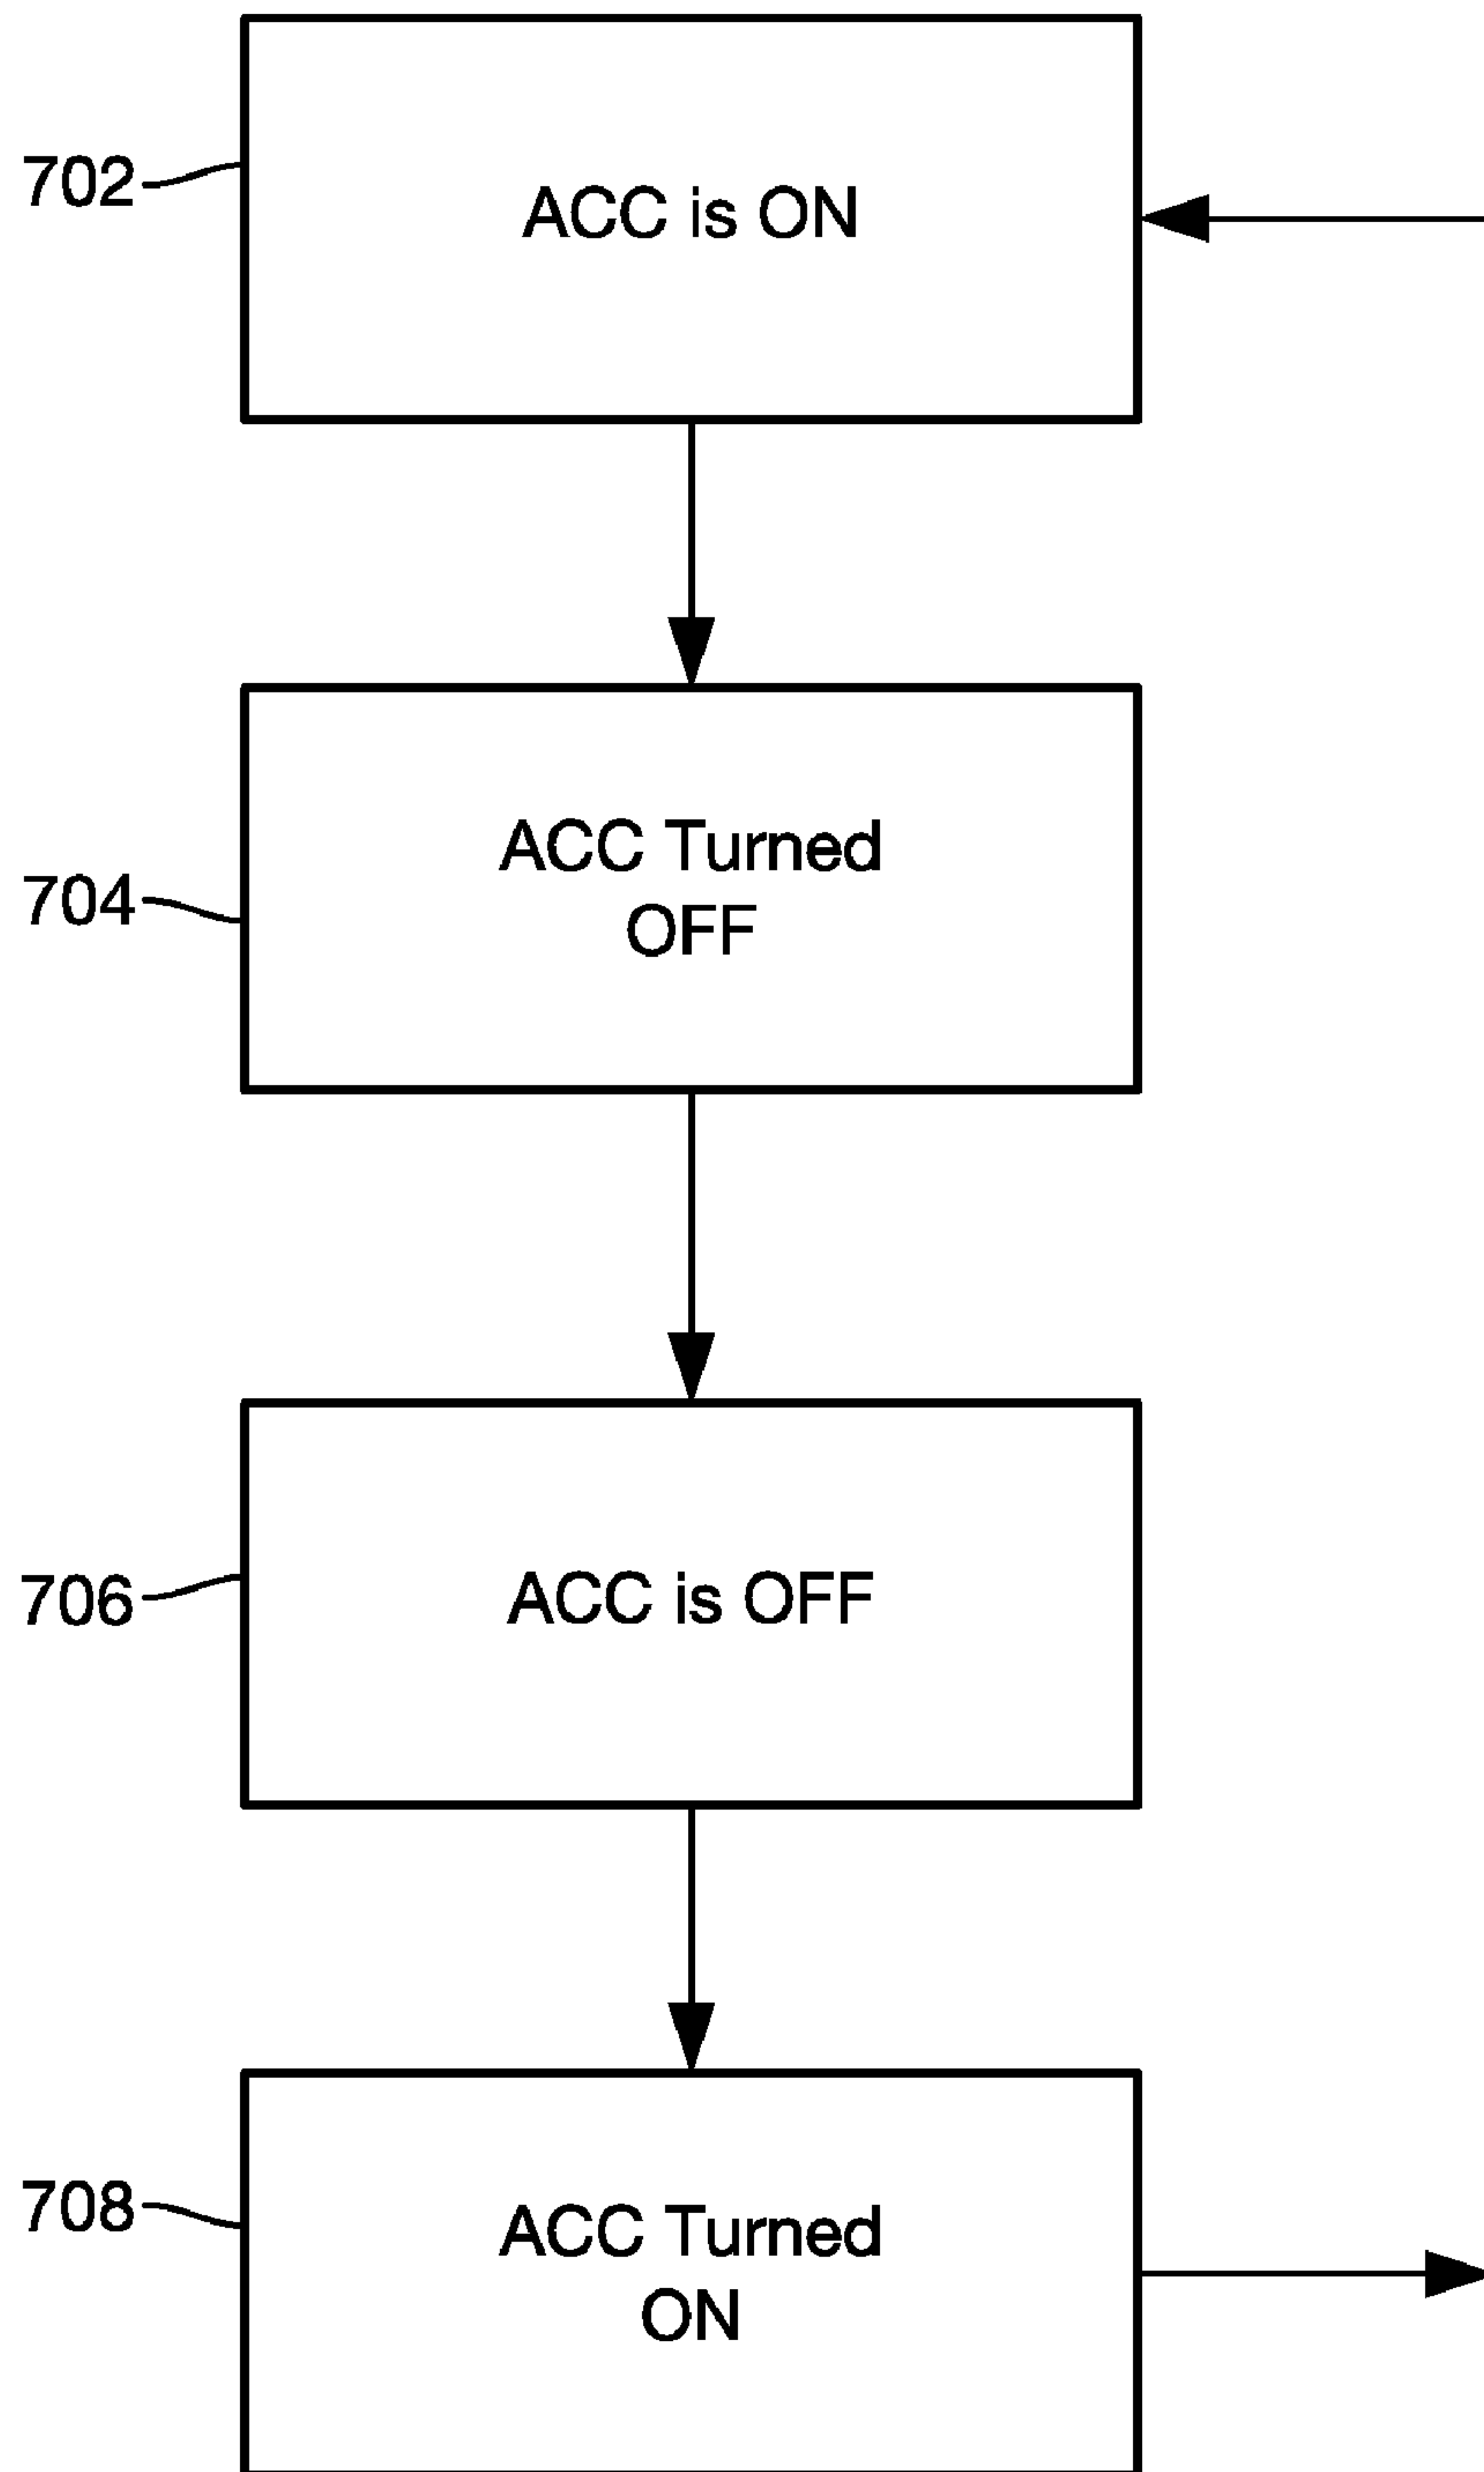 702
ACC is ON
ACC Turned
OFF
704
ACC is OFF
706
708
ACC Turned
ON